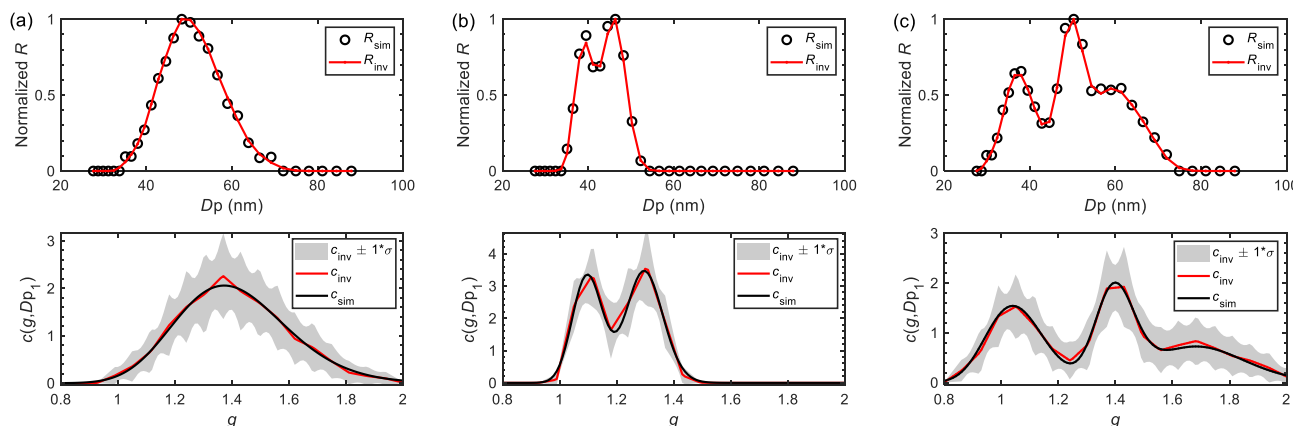 (a)
Normalized R
1
0.5
0
R_sim
R_inv
20 40 60 80 100
Dp (nm)
(b)
Normalized R
1
0.5
0
R_sim
R_inv
20 40 60 80 100
Dp (nm)
(c)
Normalized R
1
0.5
0
R_sim
R_inv
20 40 60 80 100
Dp (nm)
c(g,Dp_1)
3
2
1
0
c_inv ± 1*σ
c_inv
c_sim
0.8 1 1.2 1.4 1.6 1.8 2
g
c(g,Dp_1)
4
2
0
c_inv ± 1*σ
c_inv
c_sim
0.8 1 1.2 1.4 1.6 1.8 2
g
c(g,Dp_1)
3
2
1
0
c_inv ± 1*σ
c_inv
c_sim
0.8 1 1.2 1.4 1.6 1.8 2
g